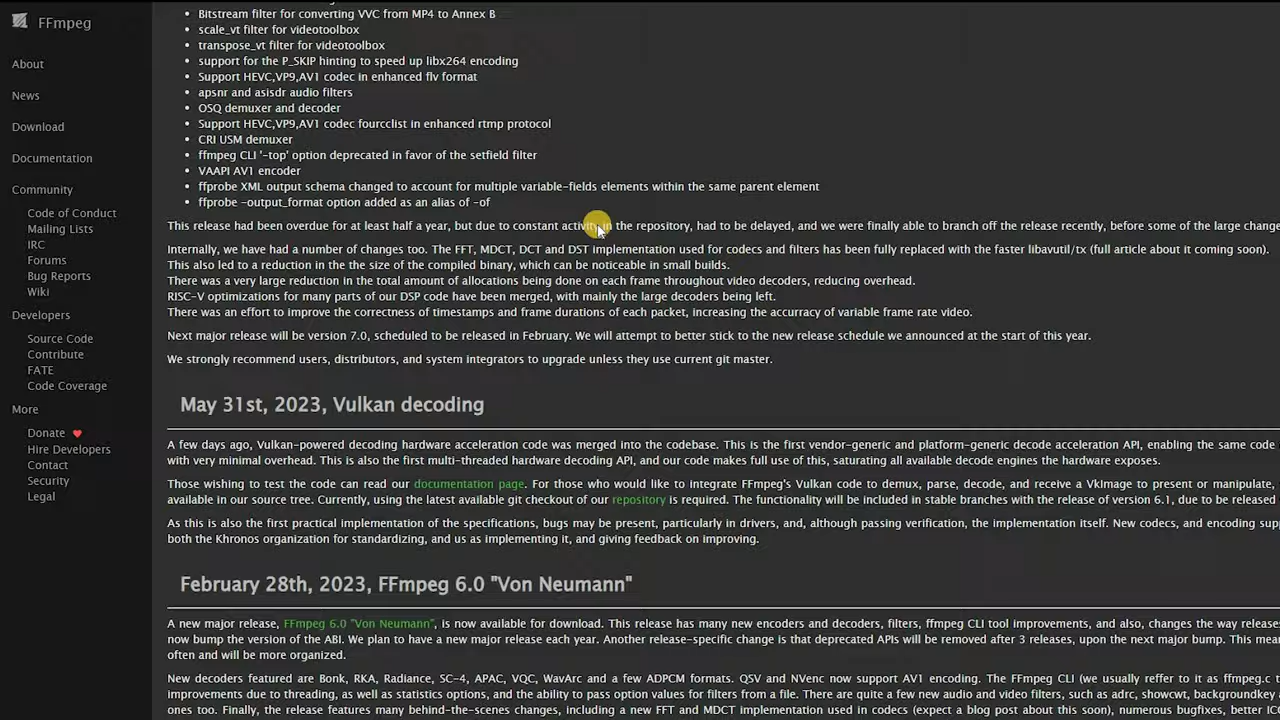 FFmpeg
About
News
Download
Documentation
Community
Code of Conduct
Mailing Lists
IRC
Forums
Bug Reports
Wiki
Developers
Source Code
Contribute
FATE
Code Coverage
More
Donate
Hire Developers
Contact
Security
Legal
Bitstream filter for converting VVC from MP4 to Annex B
scale_vt filter for videotoolbox
transpose_vt filter for videotoolbox
support for the P_SKIP hinting to speed up libx264 encoding
Support HEVC,VP9,AV1 codec in enhanced flv format
apsnr and asisdr audio filters
OSQ demuxer and decoder
Support HEVC,VP9,AV1 codec fourcclist in enhanced rtmp protocol
CRI USM demuxer
ffmpeg CLI '-top' option deprecated in favor of the setfield filter
VAAPI AV1 encoder
ffprobe XML output schema changed to account for multiple variable-fields elements within the same parent element
ffprobe -output_format option added as an alias of -of
This release had been overdue for at least half a year, but due to constant activity in the repository, had to be delayed, and we were finally able to branch off the release recently, before some of the large change
Internally, we have had a number of changes too. The FFT, MDCT, DCT and DST implementation used for codecs and filters has been fully replaced with the faster libavutil/tx (full article about it coming soon).
This also led to a reduction in the the size of the compiled binary, which can be noticeable in small builds.
There was a very large reduction in the total amount of allocations being done on each frame throughout video decoders, reducing overhead.
RISC-V optimizations for many parts of our DSP code have been merged, with mainly the large decoders being left.
There was an effort to improve the correctness of timestamps and frame durations of each packet, increasing the accurracy of variable frame rate video.
Next major release will be version 7.0, scheduled to be released in February. We will attempt to better stick to the new release schedule we announced at the start of this year.
We strongly recommend users, distributors, and system integrators to upgrade unless they use current git master.
May 31st, 2023, Vulkan decoding
A few days ago, Vulkan-powered decoding hardware acceleration code was merged into the codebase. This is the first vendor-generic and platform-generic decode acceleration API, enabling the same code
with very minimal overhead. This is also the first multi-threaded hardware decoding API, and our code makes full use of this, saturating all available decode engines the hardware exposes.
Those wishing to test the code can read our documentation page. For those who would like to integrate FFmpeg's Vulkan code to demux, parse, decode, and receive a VkImage to present or manipulate,
available in our source tree. Currently, using the latest available git checkout of our repository is required. The functionality will be included in stable branches with the release of version 6.1, due to be released
As this is also the first practical implementation of the specifications, bugs may be present, particularly in drivers, and, although passing verification, the implementation itself. New codecs, and encoding sup
both the Khronos organization for standardizing, and us as implementing it, and giving feedback on improving.
February 28th, 2023, FFmpeg 6.0 "Von Neumann"
A new major release, FFmpeg 6.0 "Von Neumann", is now available for download. This release has many new encoders and decoders, filters, ffmpeg CLI tool improvements, and also, changes the way release
now bump the version of the ABI. We plan to have a new major release each year. Another release-specific change is that deprecated APIs will be removed after 3 releases, upon the next major bump. This mea
often and will be more organized.
New decoders featured are Bonk, RKA, Radiance, SC-4, APAC, VQC, WavArc and a few ADPCM formats. QSV and NVenc now support AV1 encoding. The FFmpeg CLI (we usually reffer to it as ffmpeg.c t
improvements due to threading, as well as statistics options, and the ability to pass option values for filters from a file. There are quite a few new audio and video filters, such as adrc, showcwt, backgroundkey
ones too. Finally, the release features many behind-the-scenes changes, including a new FFT and MDCT implementation used in codecs (expect a blog post about this soon), numerous bugfixes, better IC